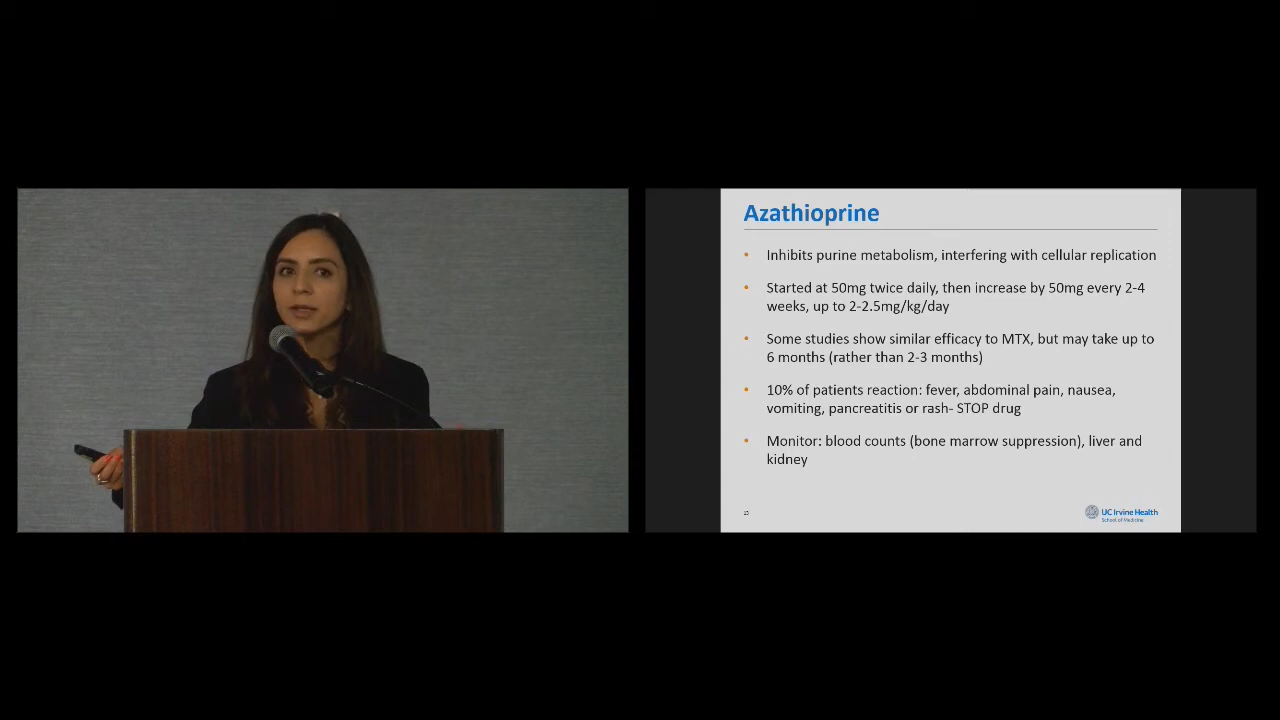 Azathioprine
• Inhibits purine metabolism, interfering with cellular replication
• Started at 50mg twice daily, then increase by 50mg every 2-4
weeks, up to 2-2.5mg/kg/day
• Some studies show similar efficacy to MTX, but may take up to
6 months (rather than 2-3 months)
• 10% of patients reaction: fever, abdominal pain, nausea,
vomiting, pancreatitis or rash- STOP drug
• Monitor: blood counts (bone marrow suppression), liver and
kidney
UC Irvine Health
School of Medicine